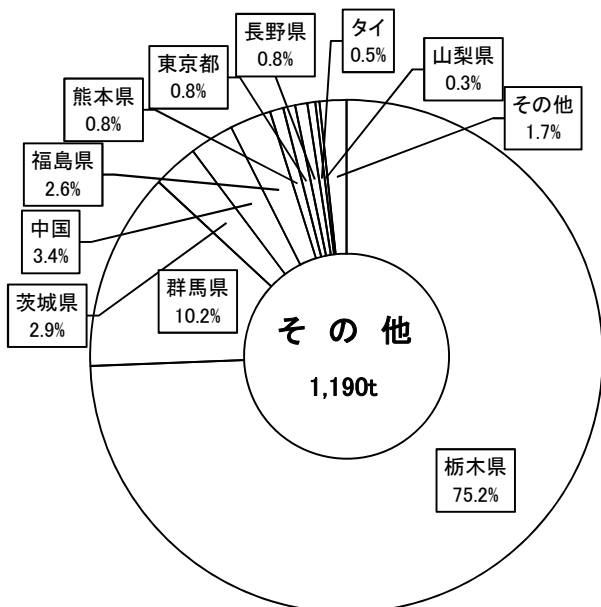 長野県
0.8%
タイ
0.5%
山梨県
0.3%
東京都
0.8%
その他
1.7%
熊本県
0.8%
福島県
2.6%
中国
3.4%
茨城県
2.9%
群馬県
10.2%
そ の 他
1,190t
栃木県
75.2%